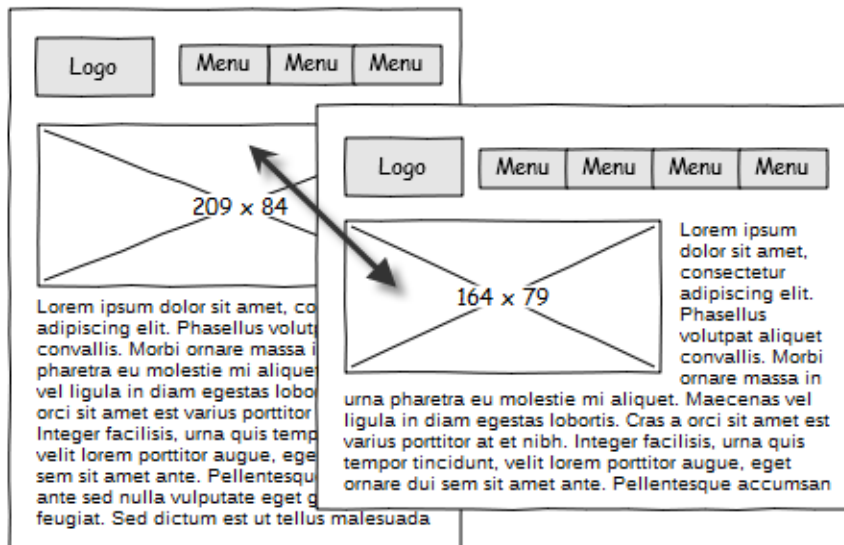 Logo
Menu Menu Menu
209 x 84
Lorem ipsum dolor sit amet, co
adipiscing elit. Phasellus volut
convallis. Morbi ornare massa i
pharetra eu molestie mi aliquet
vel ligula in diam egestas lobo
orci sit amet est varius porttitor
Integer facilisis, urna quis temp
velit lorem porttitor augue, ege
sem sit amet ante. Pellentesqu
ante sed nulla vulputate eget g
feugiat. Sed dictum est ut tellus malesuada
Logo
Menu Menu Menu Menu
164 x 79
Lorem ipsum
dolor sit amet,
consectetur
adipiscing elit.
Phasellus
volutpat aliquet
convallis. Morbi
ornare massa in
urna pharetra eu molestie mi aliquet. Maecenas vel
ligula in diam egestas lobortis. Cras a orci sit amet est
varius porttitor at et nibh. Integer facilisis, urna quis
tempor tincidunt, velit lorem porttitor augue, eget
ornare dui sem sit amet ante. Pellentesque accumsan